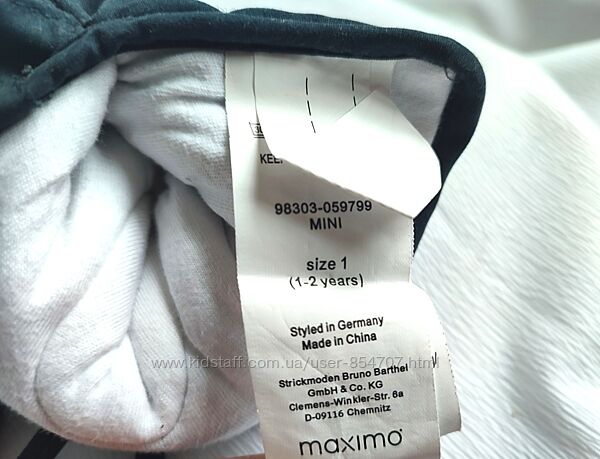 98303-059799
MINI
size 1
(1-2 years)
Styled in Germany
Made in China
www.kidstaff.com.ua/user-854707.html
Strickmoden Bruno Barthel
GmbH & Co. KG
Clemens-Winkler-Str. 6a
D-09116 Chemnitz
maximo